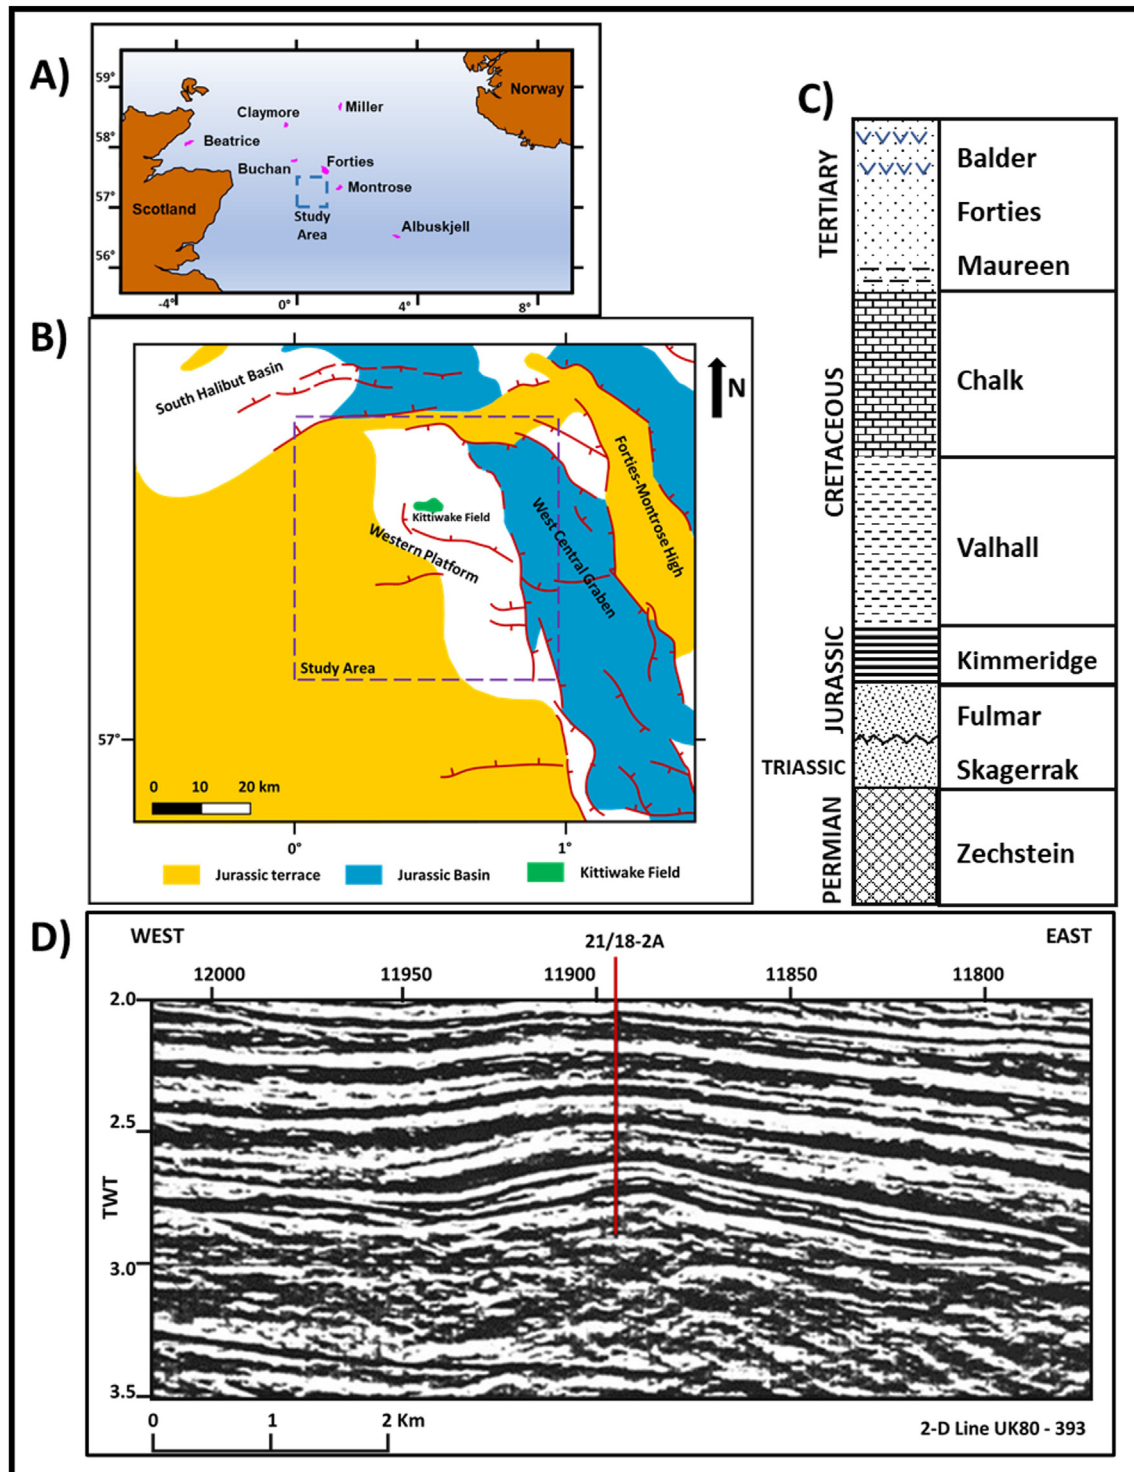 A)
59°
58°
57°
56°
-4°
0°
4°
8°
Norway
Miller
Claymore
Beatrice
Buchan
Forties
Montrose
Scotland
Study
Area
Albuskjell
B)
South Halibut Basin
N
Forties-Montrose High
Kittiwake Field
West Central Graben
Western Platform
Study Area
57°
0 10 20 km
0°
1°
Jurassic terrace
Jurassic Basin
Kittiwake Field
C)
TERTIARY
Balder
Forties
Maureen
CRETACEOUS
Chalk
Valhall
JURASSIC
Kimmeridge
Fulmar
TRIASSIC
Skagerrak
PERMIAN
Zechstein
D)
WEST
21/18-2A
EAST
12000 11950 11900 11850 11800
2.0
2.5
TWT
3.0
3.5
0 1 2 Km
2-D Line UK80 - 393